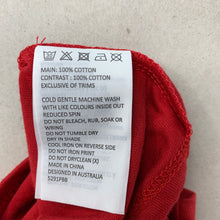 MAIN: 100% COTTON
CONTRAST: 100% COTTON
EXCLUSIVE OF TRIMS
COLD GENTLE MACHINE WASH
WITH LIKE COLOURS INSIDE OUT
REDUCED SPIN
DO NOT BLEACH, RUB, SOAK OR
WRING
DO NOT TUMBLE DRY
DRY IN SHADE
COOL IRON ON REVERSE SIDE
DO NOT IRON PRINT
DO NOT DRYCLEAN (X)
MADE IN CHINA
DESIGNED IN AUSTRALIA
5291PBB